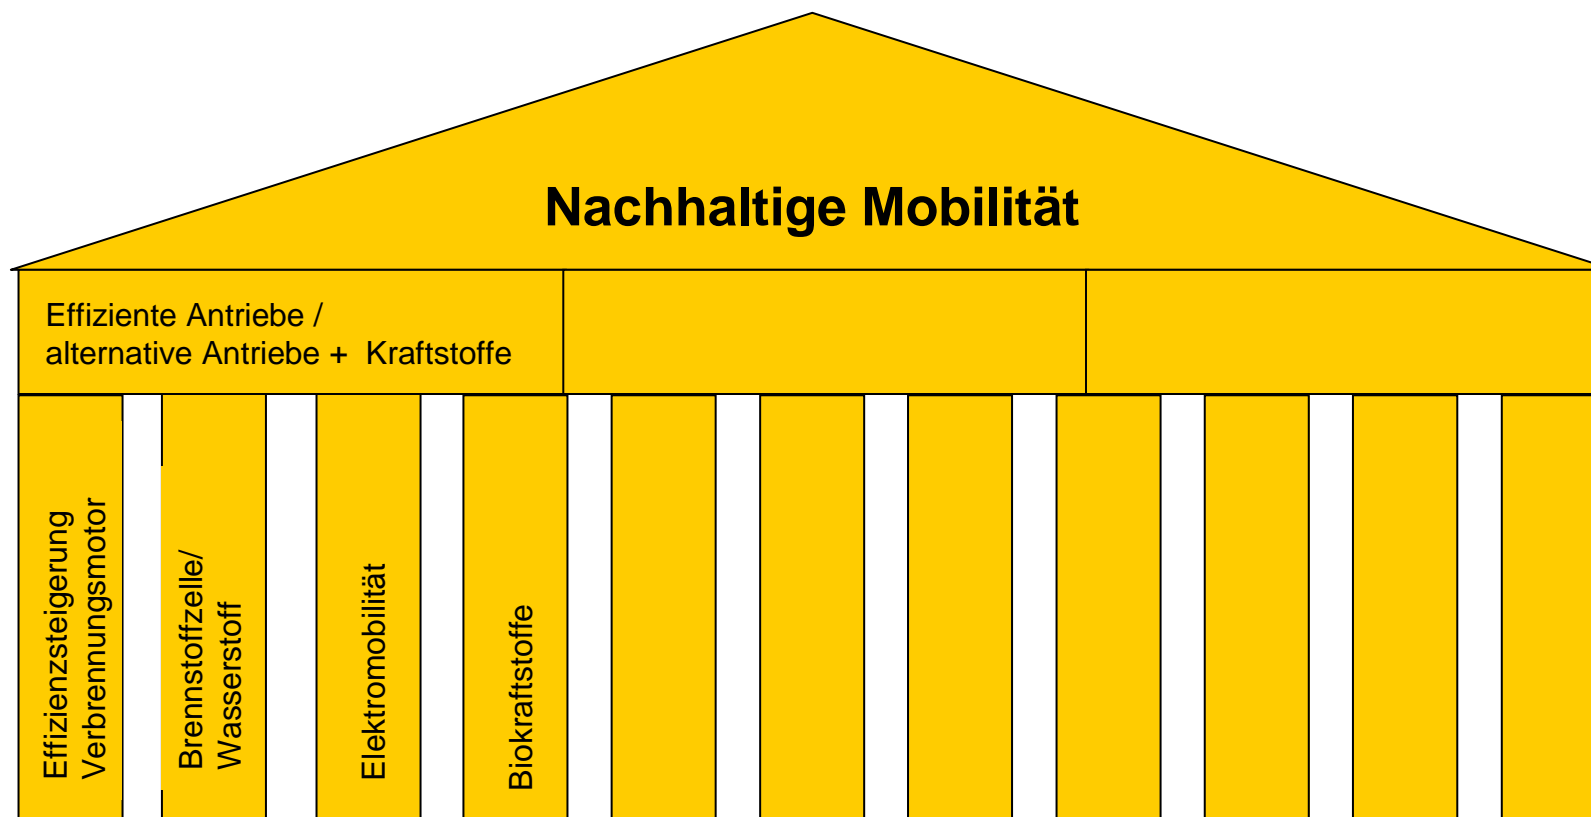 Nachhaltige Mobilität
Effiziente Antriebe /
alternative Antriebe + Kraftstoffe
Effizienzsteigerung
Verbrennungsmotor
Brennstoffzelle/
Wasserstoff
Elektromobilität
Biokraftstoffe